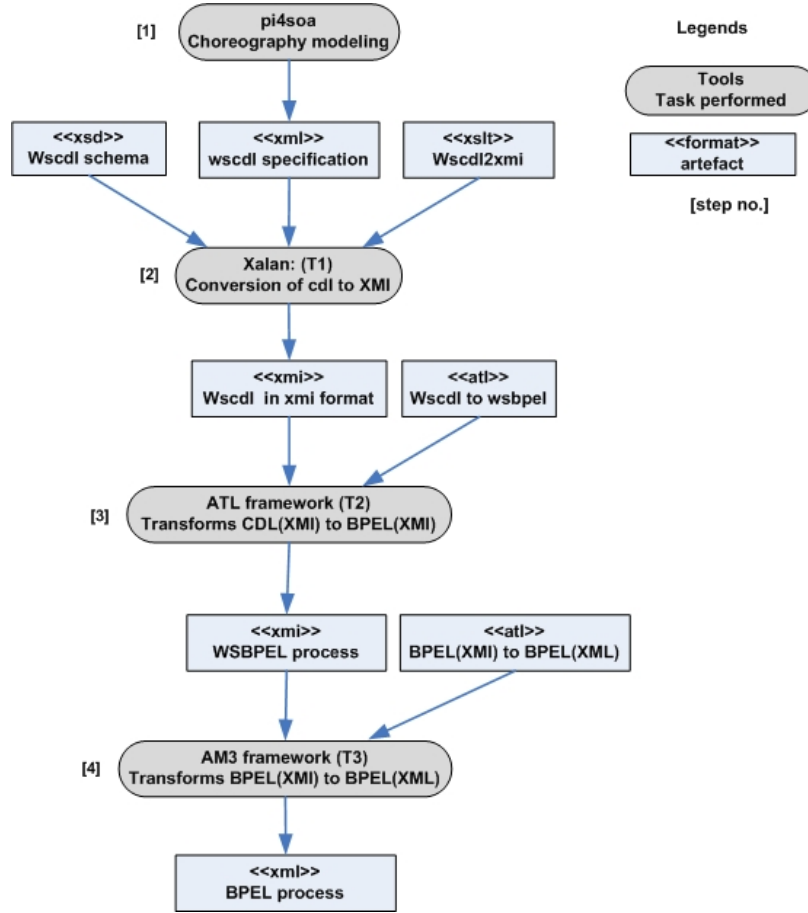 [1]
pi4soa
Choreography modeling
Legends
Tools
Task performed
<<xsd>>
Wscdl schema
<<xml>>
wscdl specification
<<xslt>>
Wscdl2xmi
<<format>>
artefact
[step no.]
[2]
Xalan: (T1)
Conversion of cdl to XMI
<<xmi>>
Wscdl in xmi format
<<atl>>
Wscdl to wsbpel
[3]
ATL framework (T2)
Transforms CDL(XMI) to BPEL(XMI)
<<xmi>>
WSBPEL process
<<atl>>
BPEL(XMI) to BPEL(XML)
[4]
AM3 framework (T3)
Transforms BPEL(XMI) to BPEL(XML)
<<xml>>
BPEL process